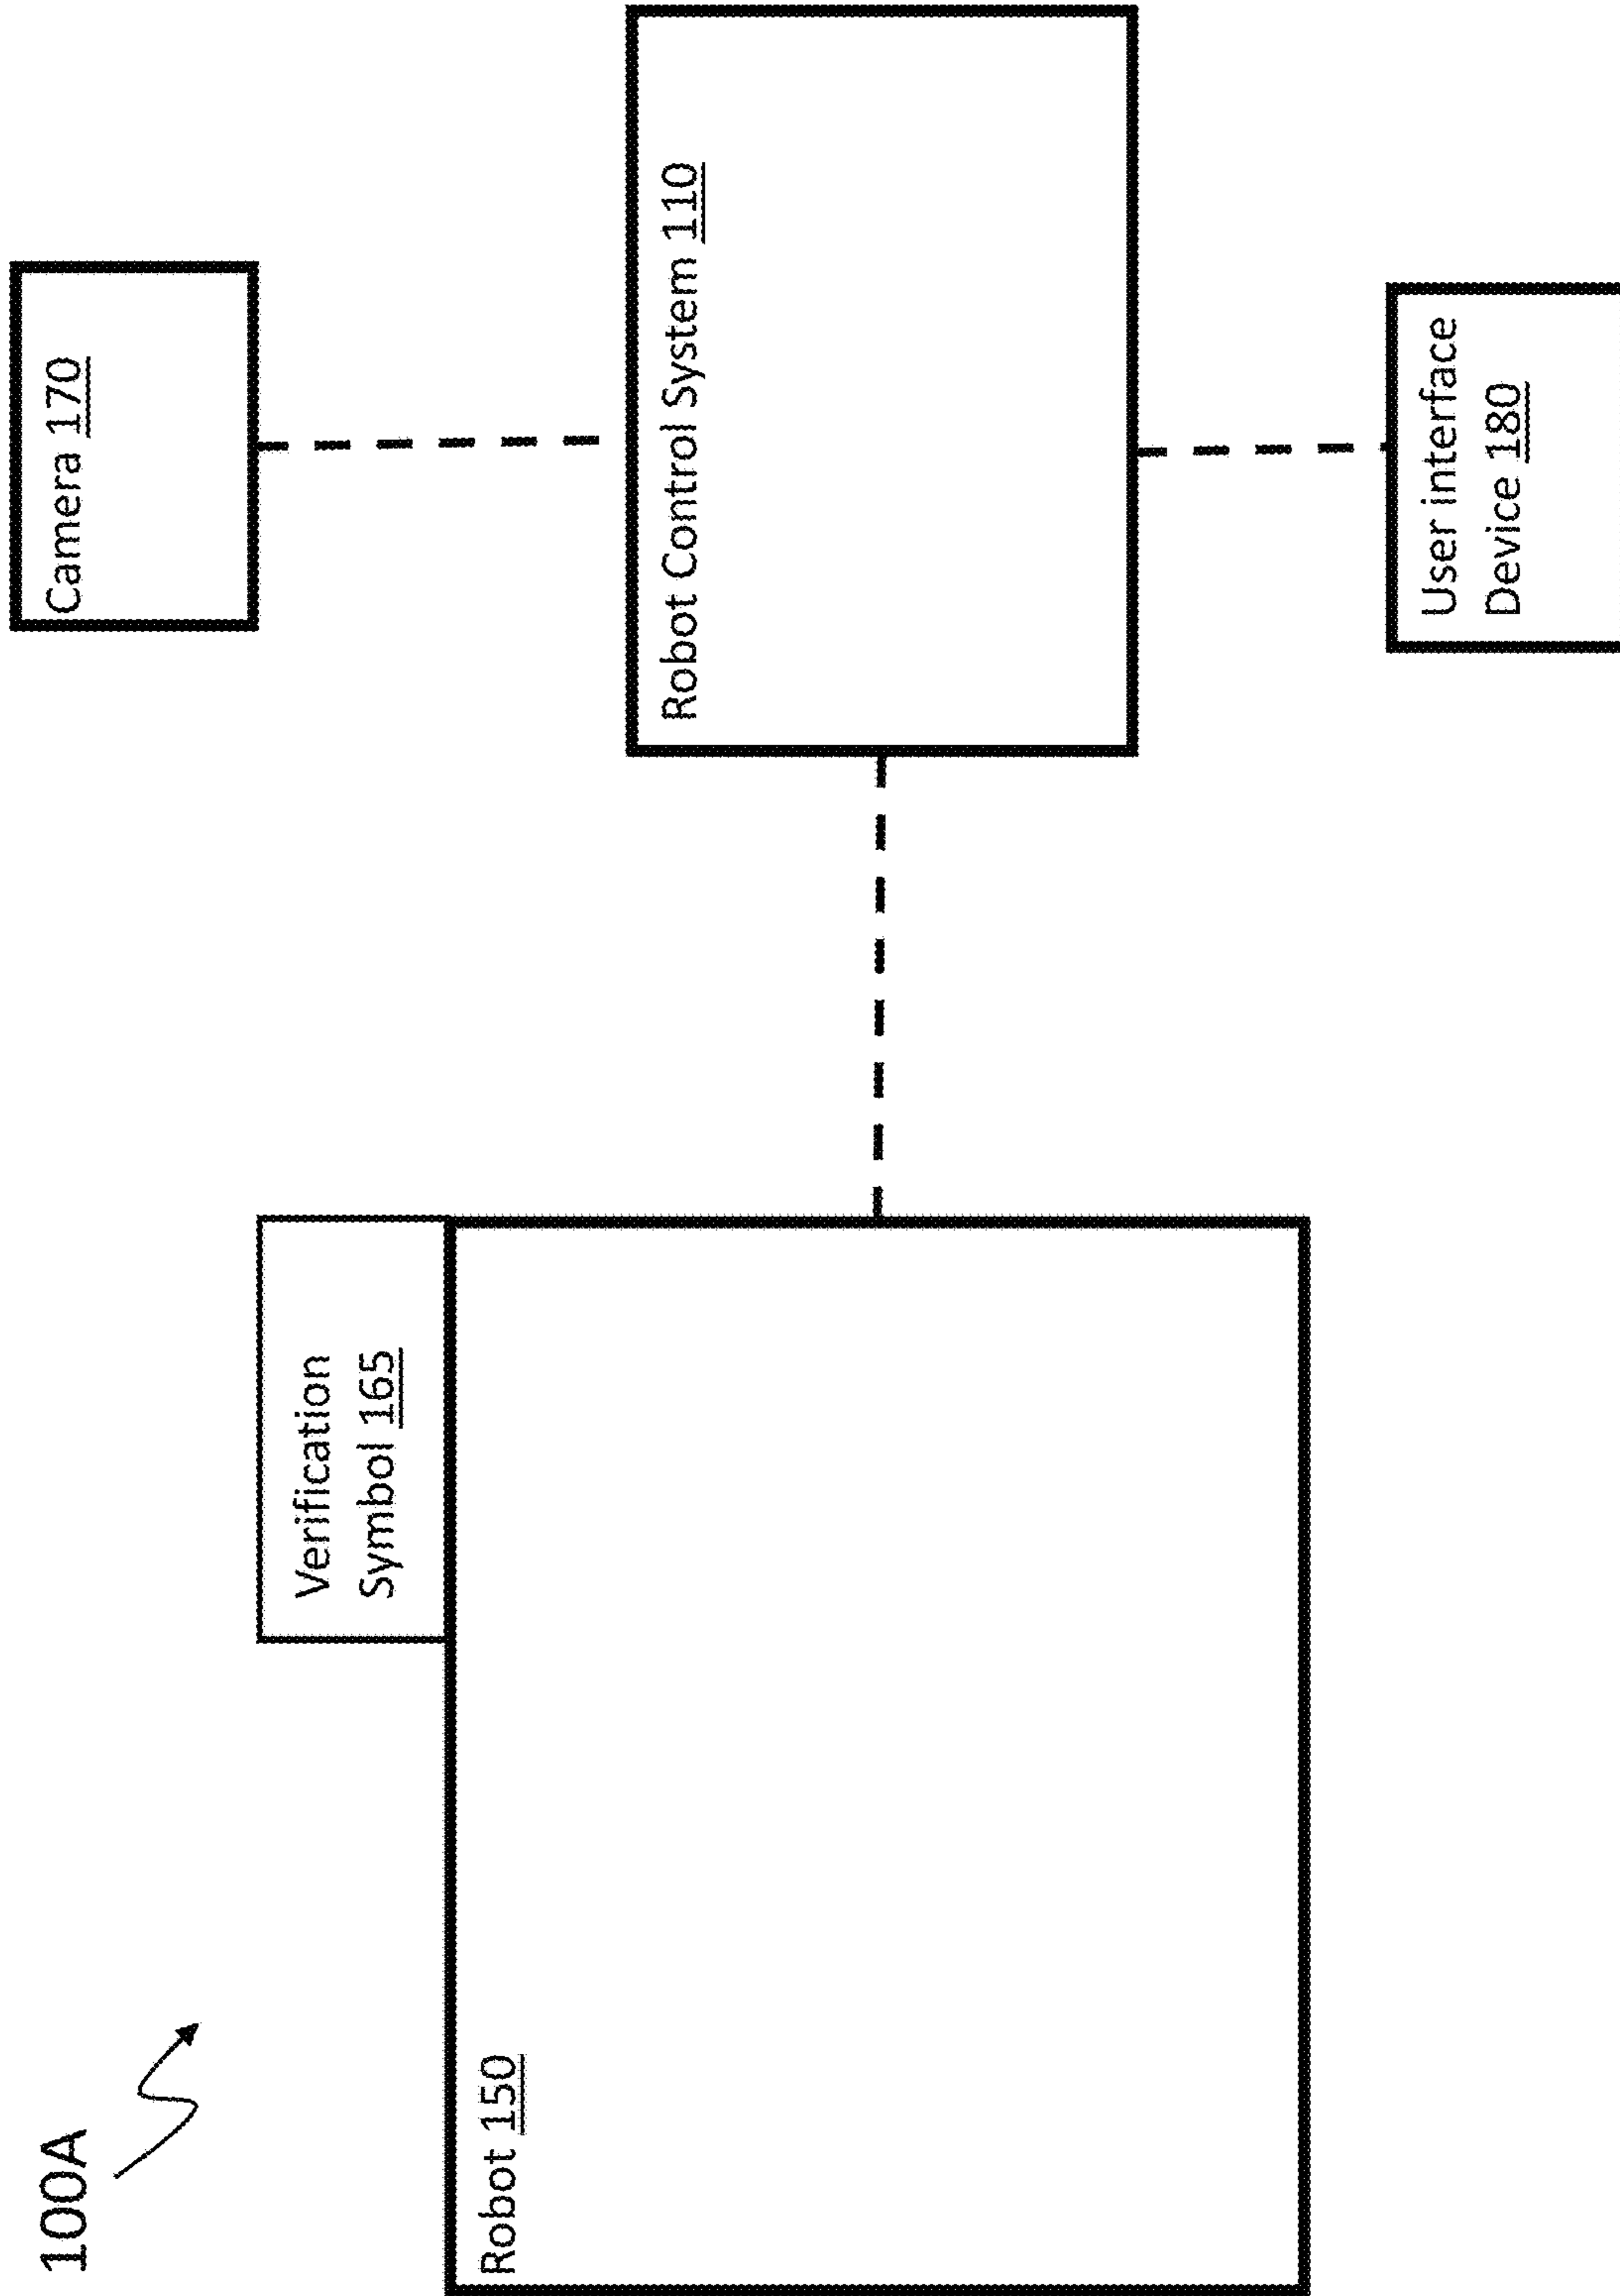 100A
Camera 170
Verification
Symbol 165
Robot Control System 110
Robot 150
User interface
Device 180